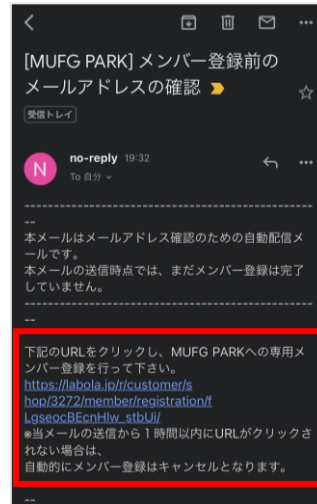 [MUFG PARK] メンバー登録前の
メールアドレスの確認
受信トレイ
N
no-reply 19:32
To 自分
--------------------------------------------------
--
本メールはメールアドレス確認のための自動配信メ
ールです。
本メールの送信時点では、まだメンバー登録は完了
していません。
--------------------------------------------------
--
下記のURLをクリックし、MUFG PARKへの専用メ
ンバー登録を行って下さい。
https://labola.jp/r/customer/s
hop/3272/member/registration/f
LgseocBEcnHlw_stbUi/
※当メールの送信から1時間以内にURLがクリックさ
れない場合は、
自動的にメンバー登録はキャンセルとなります。
--